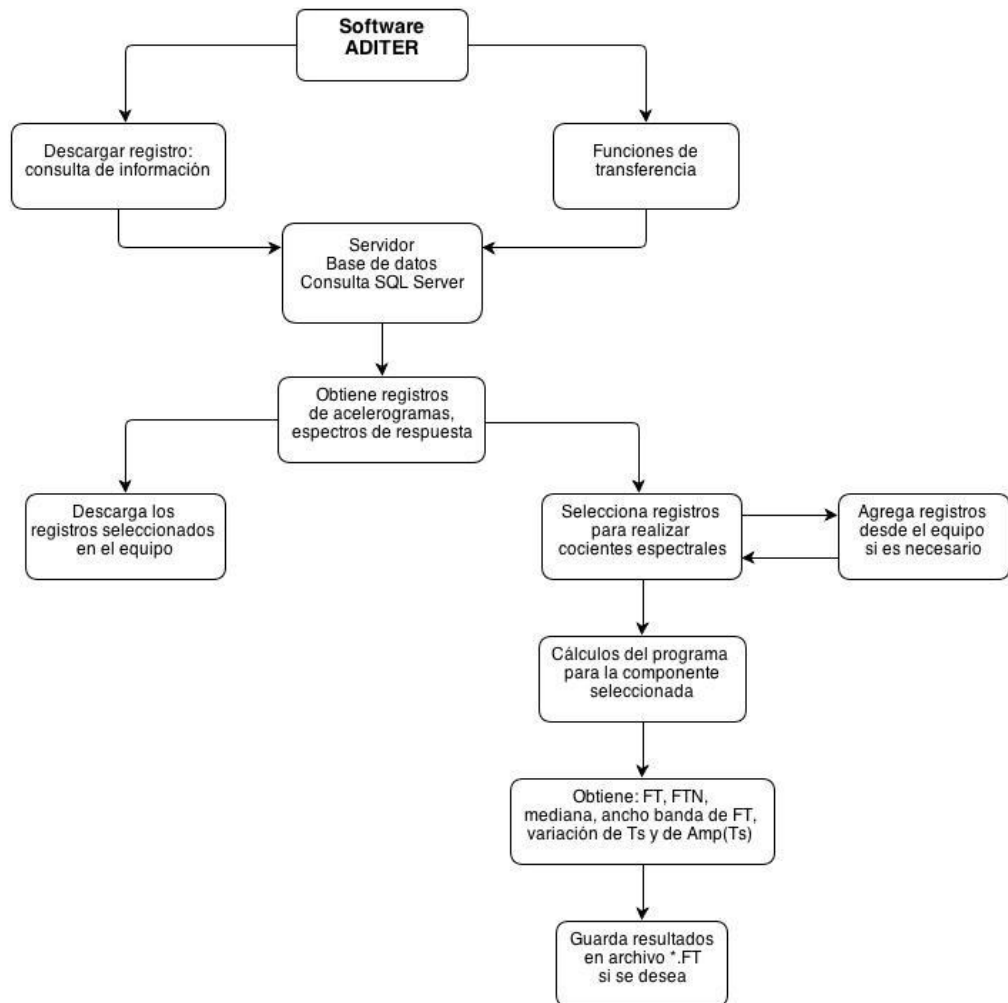 Software
ADITER
Descargar registro:
consulta de información
Funciones de
transferencia
Servidor
Base de datos
Consulta SQL Server
Obtiene registros
de acelerogramas,
espectros de respuesta
Descarga los
registros seleccionados
en el equipo
Selecciona registros
para realizar
cocientes espectrales
Agrega registros
desde el equipo
si es necesario
Cálculos del programa
para la componente
seleccionada
Obtiene: FT, FTN,
mediana, ancho banda de FT,
variación de Ts y de Amp(Ts)
Guarda resultados
en archivo *.FT
si se desea